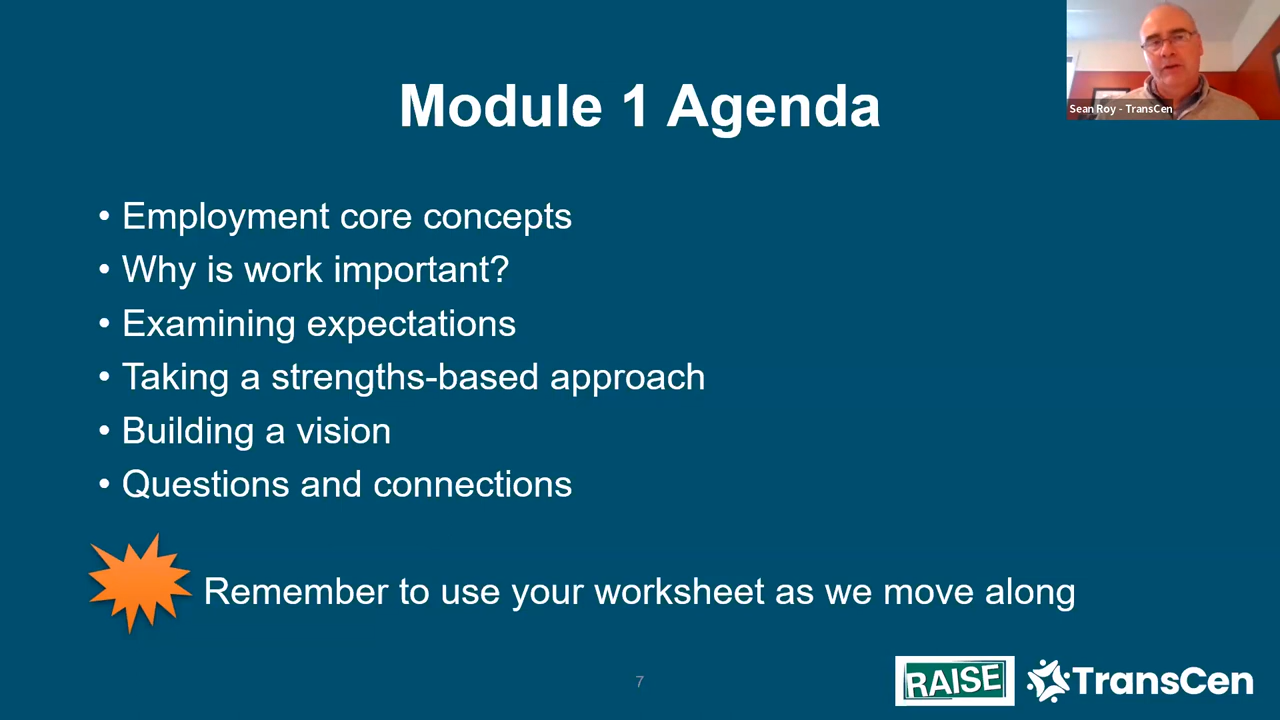 Sean Roy - TransCen
Module 1 Agenda
• Employment core concepts
• Why is work important?
• Examining expectations
• Taking a strengths-based approach
• Building a vision
• Questions and connections
Remember to use your worksheet as we move along
7
RAISE
TransCen